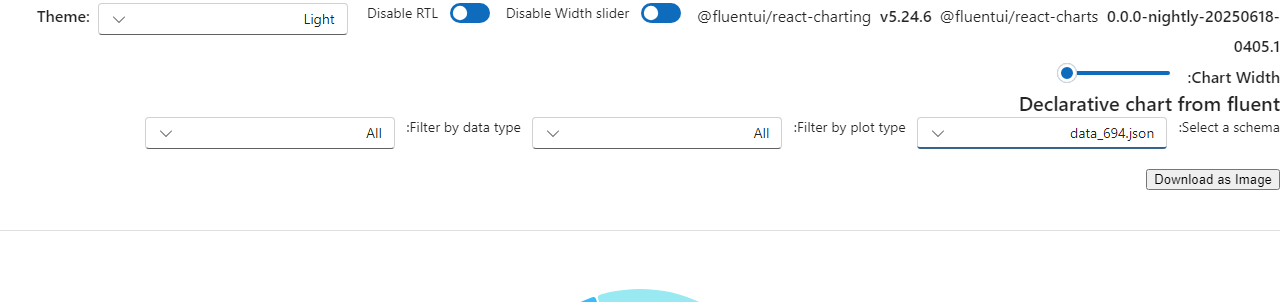 Theme: Light Disable RTL Disable Width slider @fluentui/react-charting v5.24.6 @fluentui/react-charts 0.0.0-nightly-20250618-
0405.1
:Chart Width
Declarative chart from fluent
:Select a schema data_694.json :Filter by plot type All :Filter by data type All
Download as Image